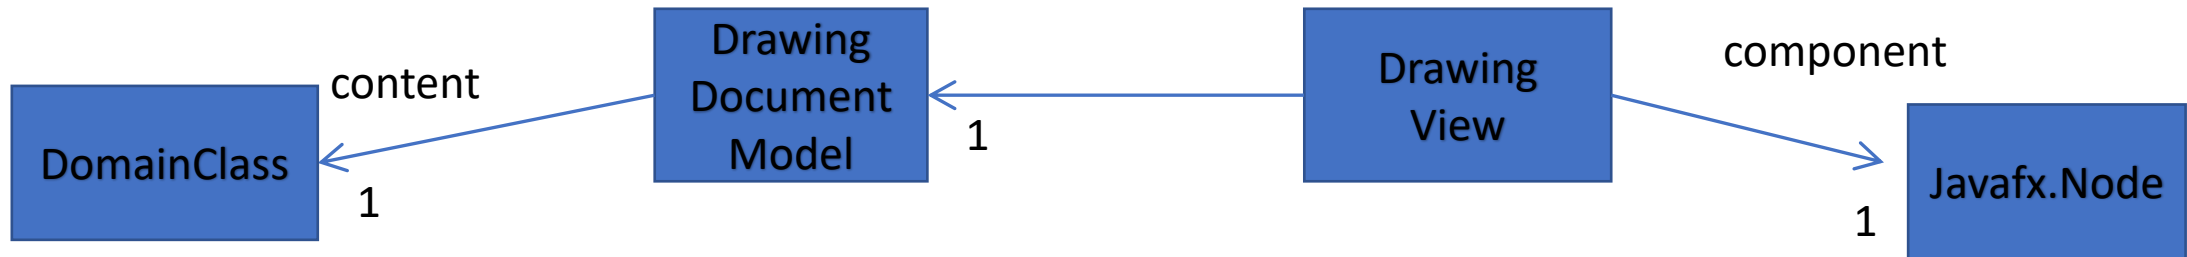 DomainClass
content
1
Drawing
Document
Model
1
Drawing
View
component
1
Javafx.Node